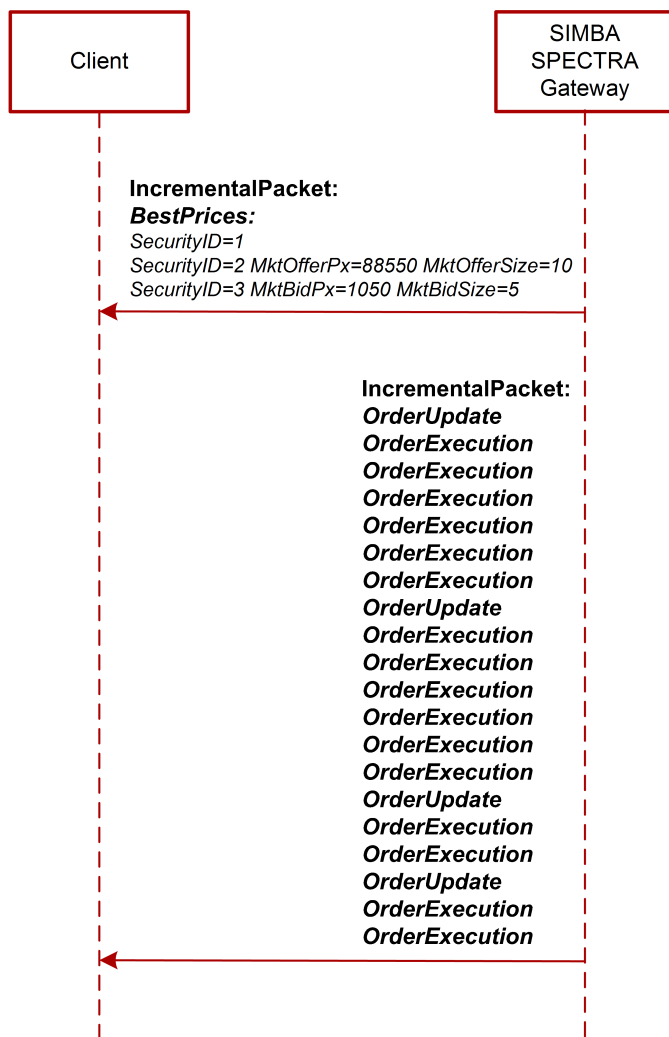 Client
SIMBA
SPECTRA
Gateway
IncrementalPacket:
BestPrices:
SecurityID=1
SecurityID=2 MktOfferPx=88550 MktOfferSize=10
SecurityID=3 MktBidPx=1050 MktBidSize=5
IncrementalPacket:
OrderUpdate
OrderExecution
OrderExecution
OrderExecution
OrderExecution
OrderExecution
OrderExecution
OrderUpdate
OrderExecution
OrderExecution
OrderExecution
OrderExecution
OrderExecution
OrderExecution
OrderUpdate
OrderExecution
OrderExecution
OrderUpdate
OrderExecution
OrderExecution